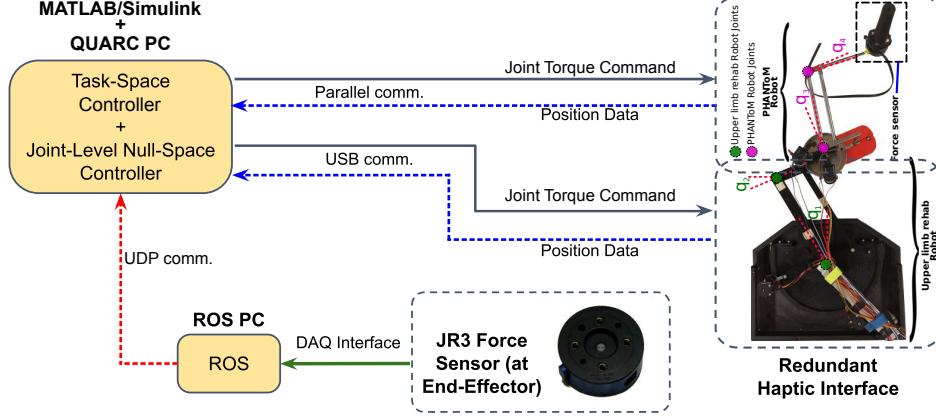 MATLAB/Simulink
+
QUARC PC
Task-Space
Controller
+
Joint-Level Null-Space
Controller
Joint Torque Command
Parallel comm.
Position Data
USB comm.
Joint Torque Command
Position Data
UDP comm.
ROS PC
ROS
DAQ Interface
JR3 Force
Sensor (at
End-Effector)
Upper limb rehab Robot Joints
PHANToM Robot Joints
PHANToM
Robot
q4
q3
Force sensor
q2
q1
Upper limb rehab
Robot
Redundant
Haptic Interface